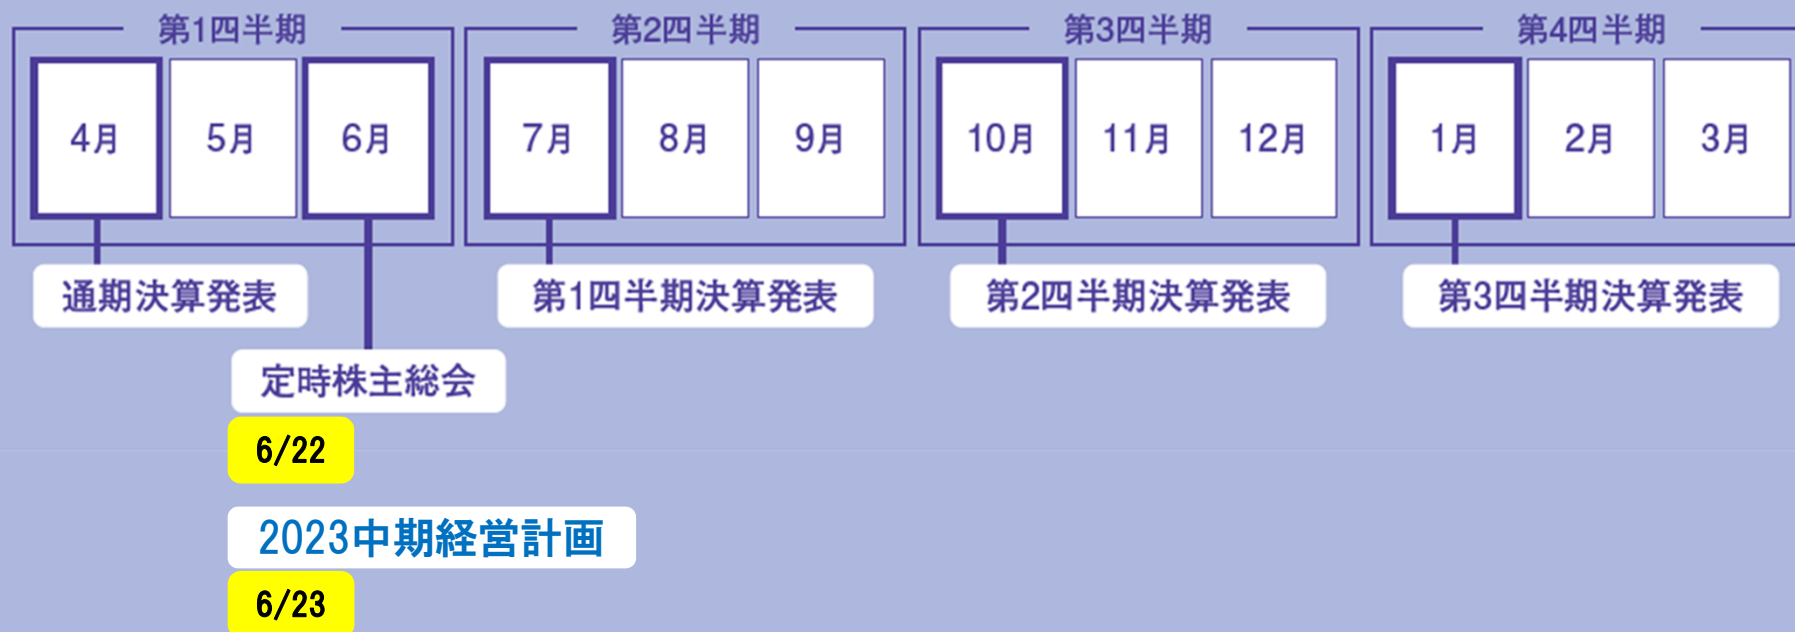 第1四半期
第2四半期
第3四半期
第4四半期
4月
5月
6月
7月
8月
9月
10月
11月
12月
1月
2月
3月
通期決算発表
第1四半期決算発表
第2四半期決算発表
第3四半期決算発表
定時株主総会
6/22
2023中期経営計画
6/23